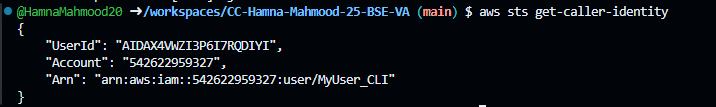 @HamnaMahmood20 ➜ /workspaces/CC-Hamna-Mahmood-25-BSE-VA (main) $ aws sts get-caller-identity
{
    "UserId": "AIDAX4VWZI3P6I7RQDIYI",
    "Account": "542622959327",
    "Arn": "arn:aws:iam::542622959327:user/MyUser_CLI"
}